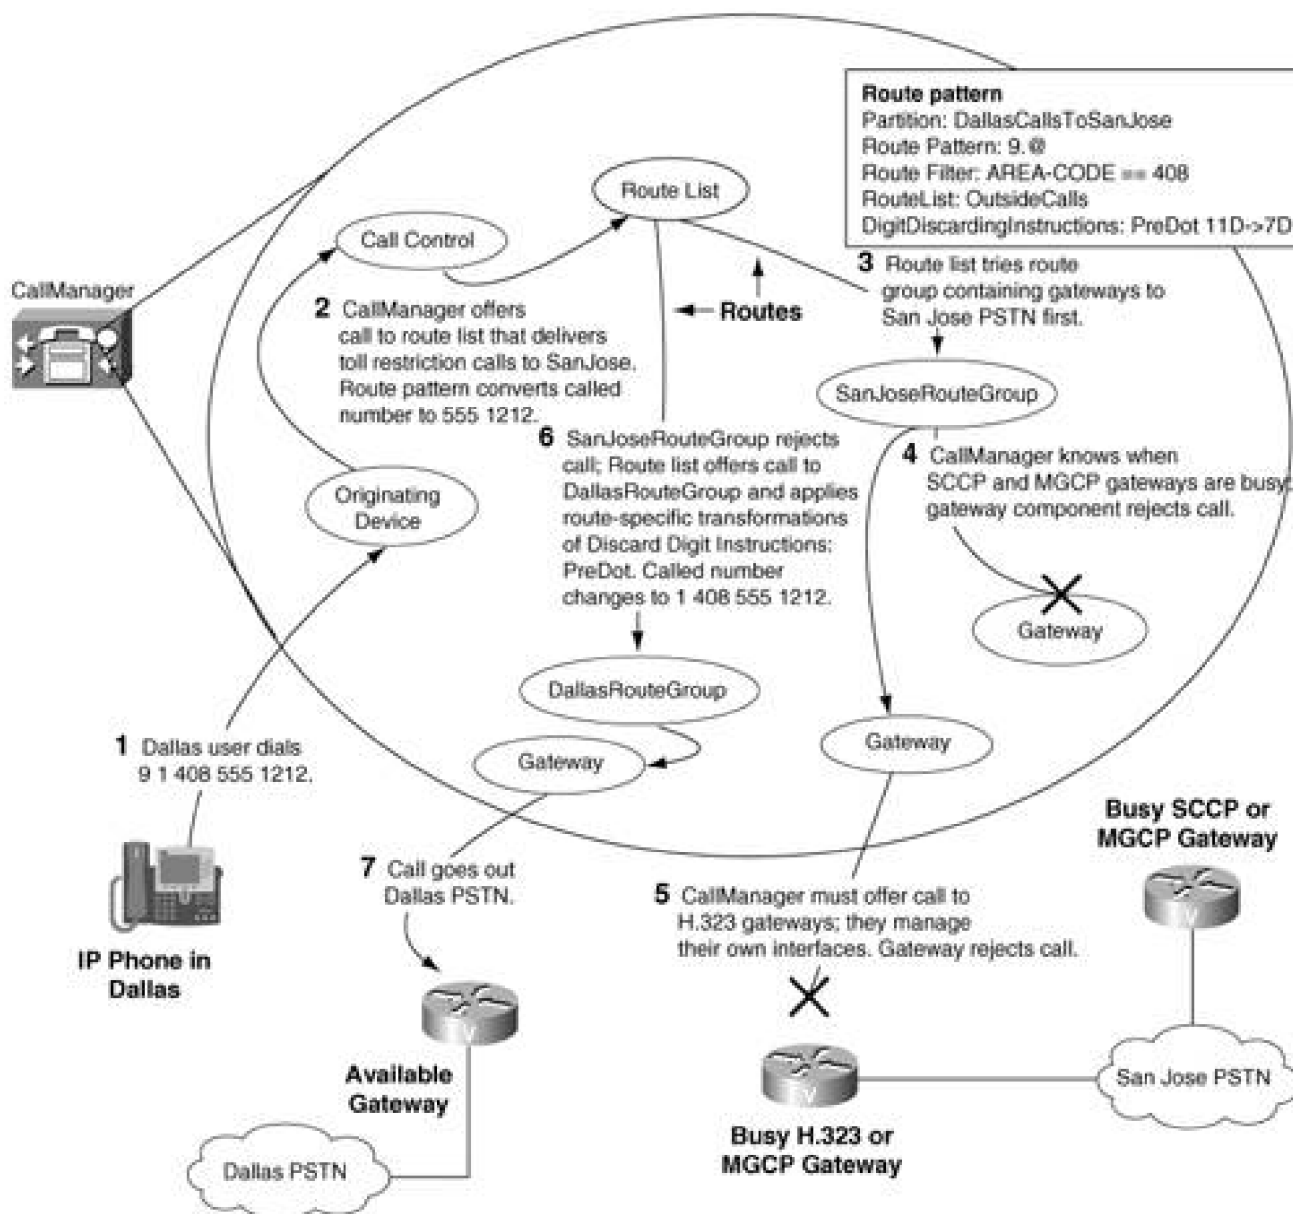 Route pattern
Partition: DallasCallsToSanJose
Route Pattern: 9.@
Route Filter: AREA-CODE == 408
RouteList: OutsideCalls
DigitDiscardingInstructions: PreDot 11D->7D
Route List
Call Control
CallManager
Routes
2 CallManager offers
call to route list that delivers
toll restriction calls to SanJose.
Route pattern converts called
number to 555 1212.
3 Route list tries route
group containing gateways to
San Jose PSTN first.
SanJoseRouteGroup
Originating
Device
6 SanJoseRouteGroup rejects
call; Route list offers call to
DallasRouteGroup and applies
route-specific transformations
of Discard Digit Instructions:
PreDot. Called number
changes to 1 408 555 1212.
4 CallManager knows when
SCCP and MGCP gateways are busy;
gateway component rejects call.
Gateway
DallasRouteGroup
Gateway
Gateway
1 Dallas user dials
9 1 408 555 1212.
IP Phone in
Dallas
7 Call goes out
Dallas PSTN.
5 CallManager must offer call to
H.323 gateways; they manage
their own interfaces. Gateway rejects call.
Busy SCCP or
MGCP Gateway
V
V
V
Available
Gateway
San Jose PSTN
Busy H.323 or
MGCP Gateway
Dallas PSTN